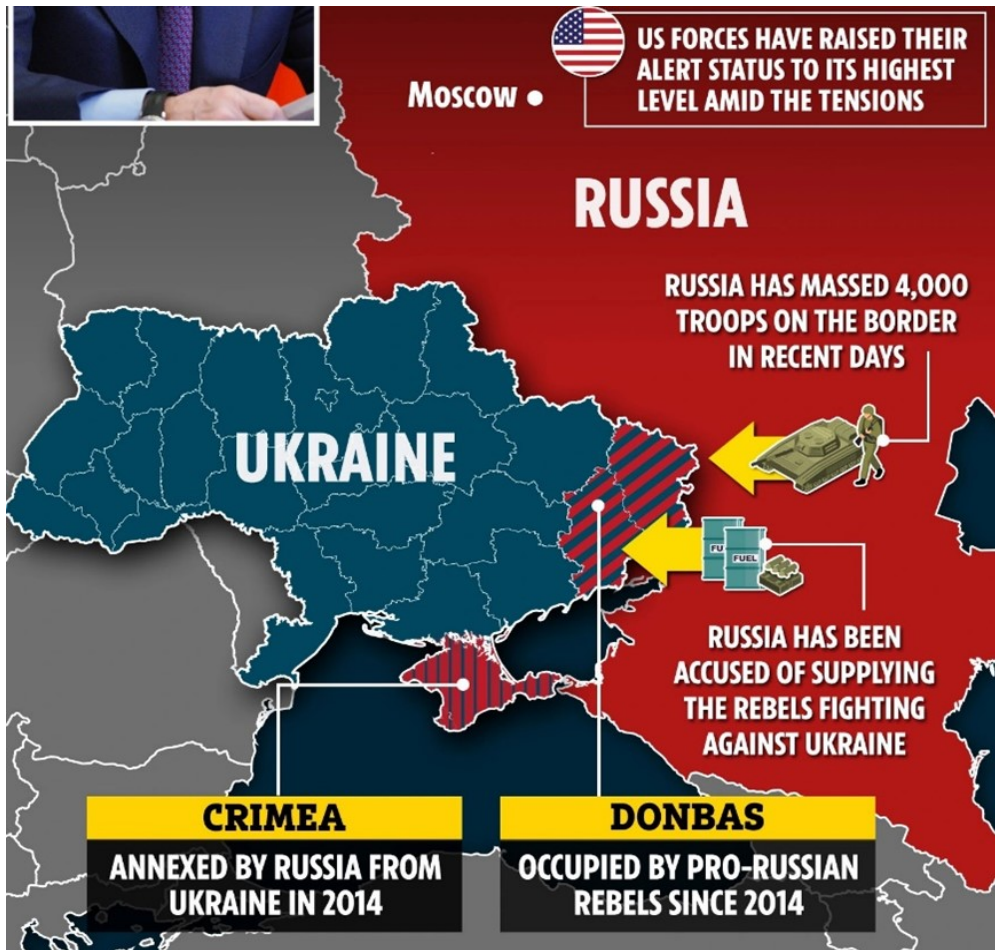 US FORCES HAVE RAISED THEIR
ALERT STATUS TO ITS HIGHEST
LEVEL AMID THE TENSIONS
Moscow
RUSSIA
RUSSIA HAS MASSED 4,000
TROOPS ON THE BORDER
IN RECENT DAYS
UKRAINE
FU
FUEL
RUSSIA HAS BEEN
ACCUSED OF SUPPLYING
THE REBELS FIGHTING
AGAINST UKRAINE
CRIMEA
ANNEXED BY RUSSIA FROM
UKRAINE IN 2014
DONBAS
OCCUPIED BY PRO-RUSSIAN
REBELS SINCE 2014